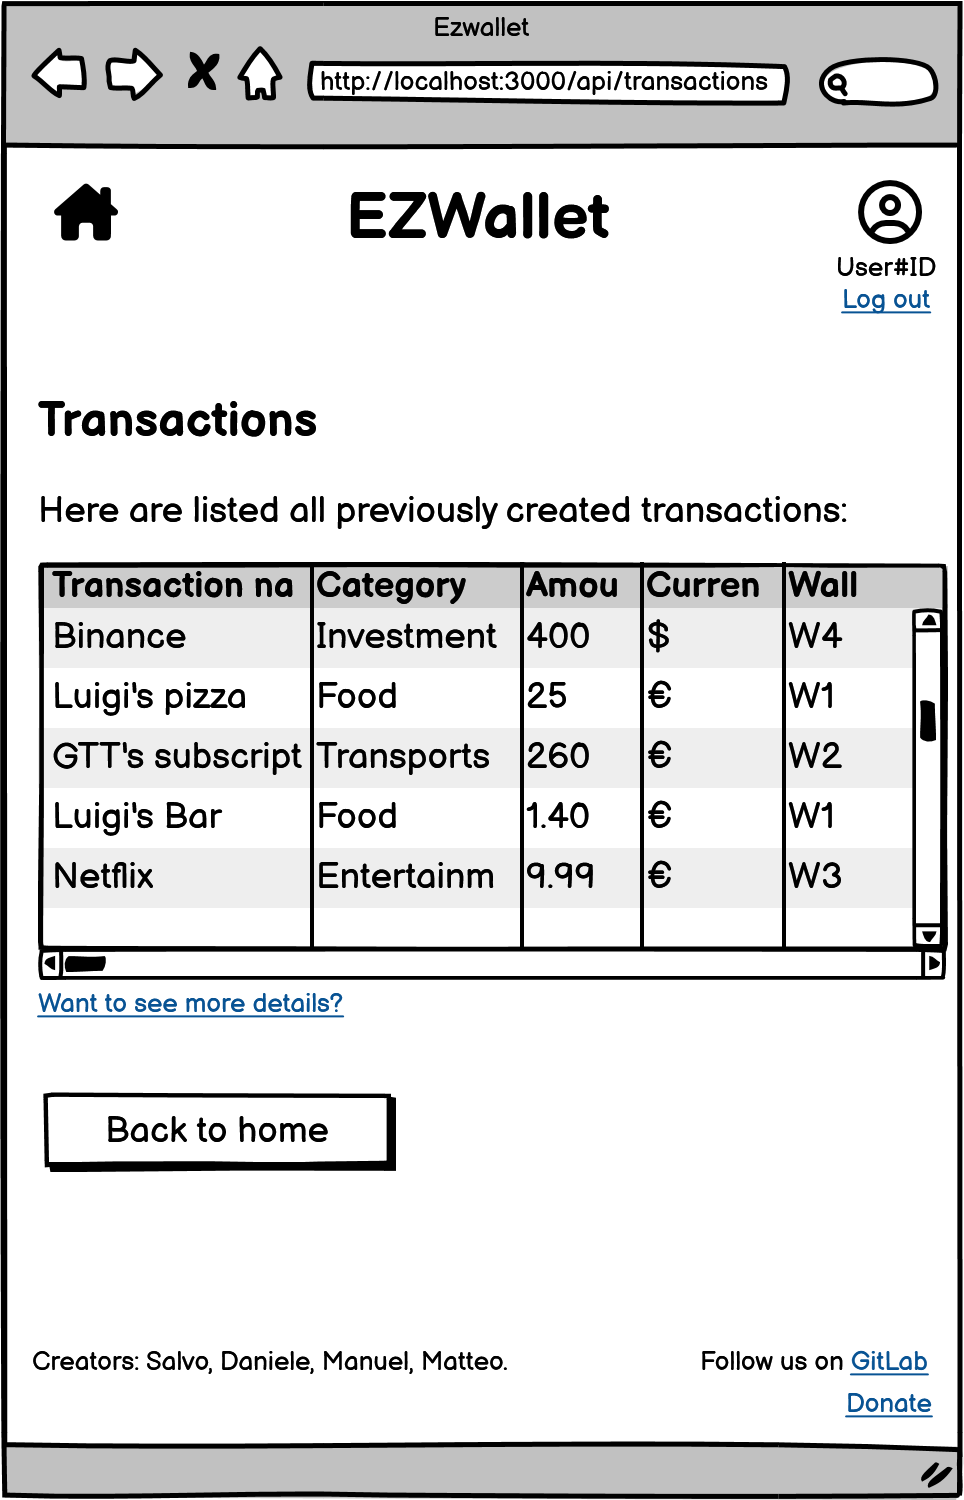 Ezwallet
http://localhost:3000/api/transactions
EZWallet
User#ID
Log out
Transactions
Here are listed all previously created transactions:
Transaction na Category Amou Curren Wall
Binance Investment 400 $ W4
Luigi's pizza Food 25 € W1
GTT's subscript Transports 260 € W2
Luigi's Bar Food 1.40 € W1
Netflix Entertainm 9.99 € W3
Want to see more details?
Back to home
Creators: Salvo, Daniele, Manuel, Matteo. Follow us on GitLab
Donate